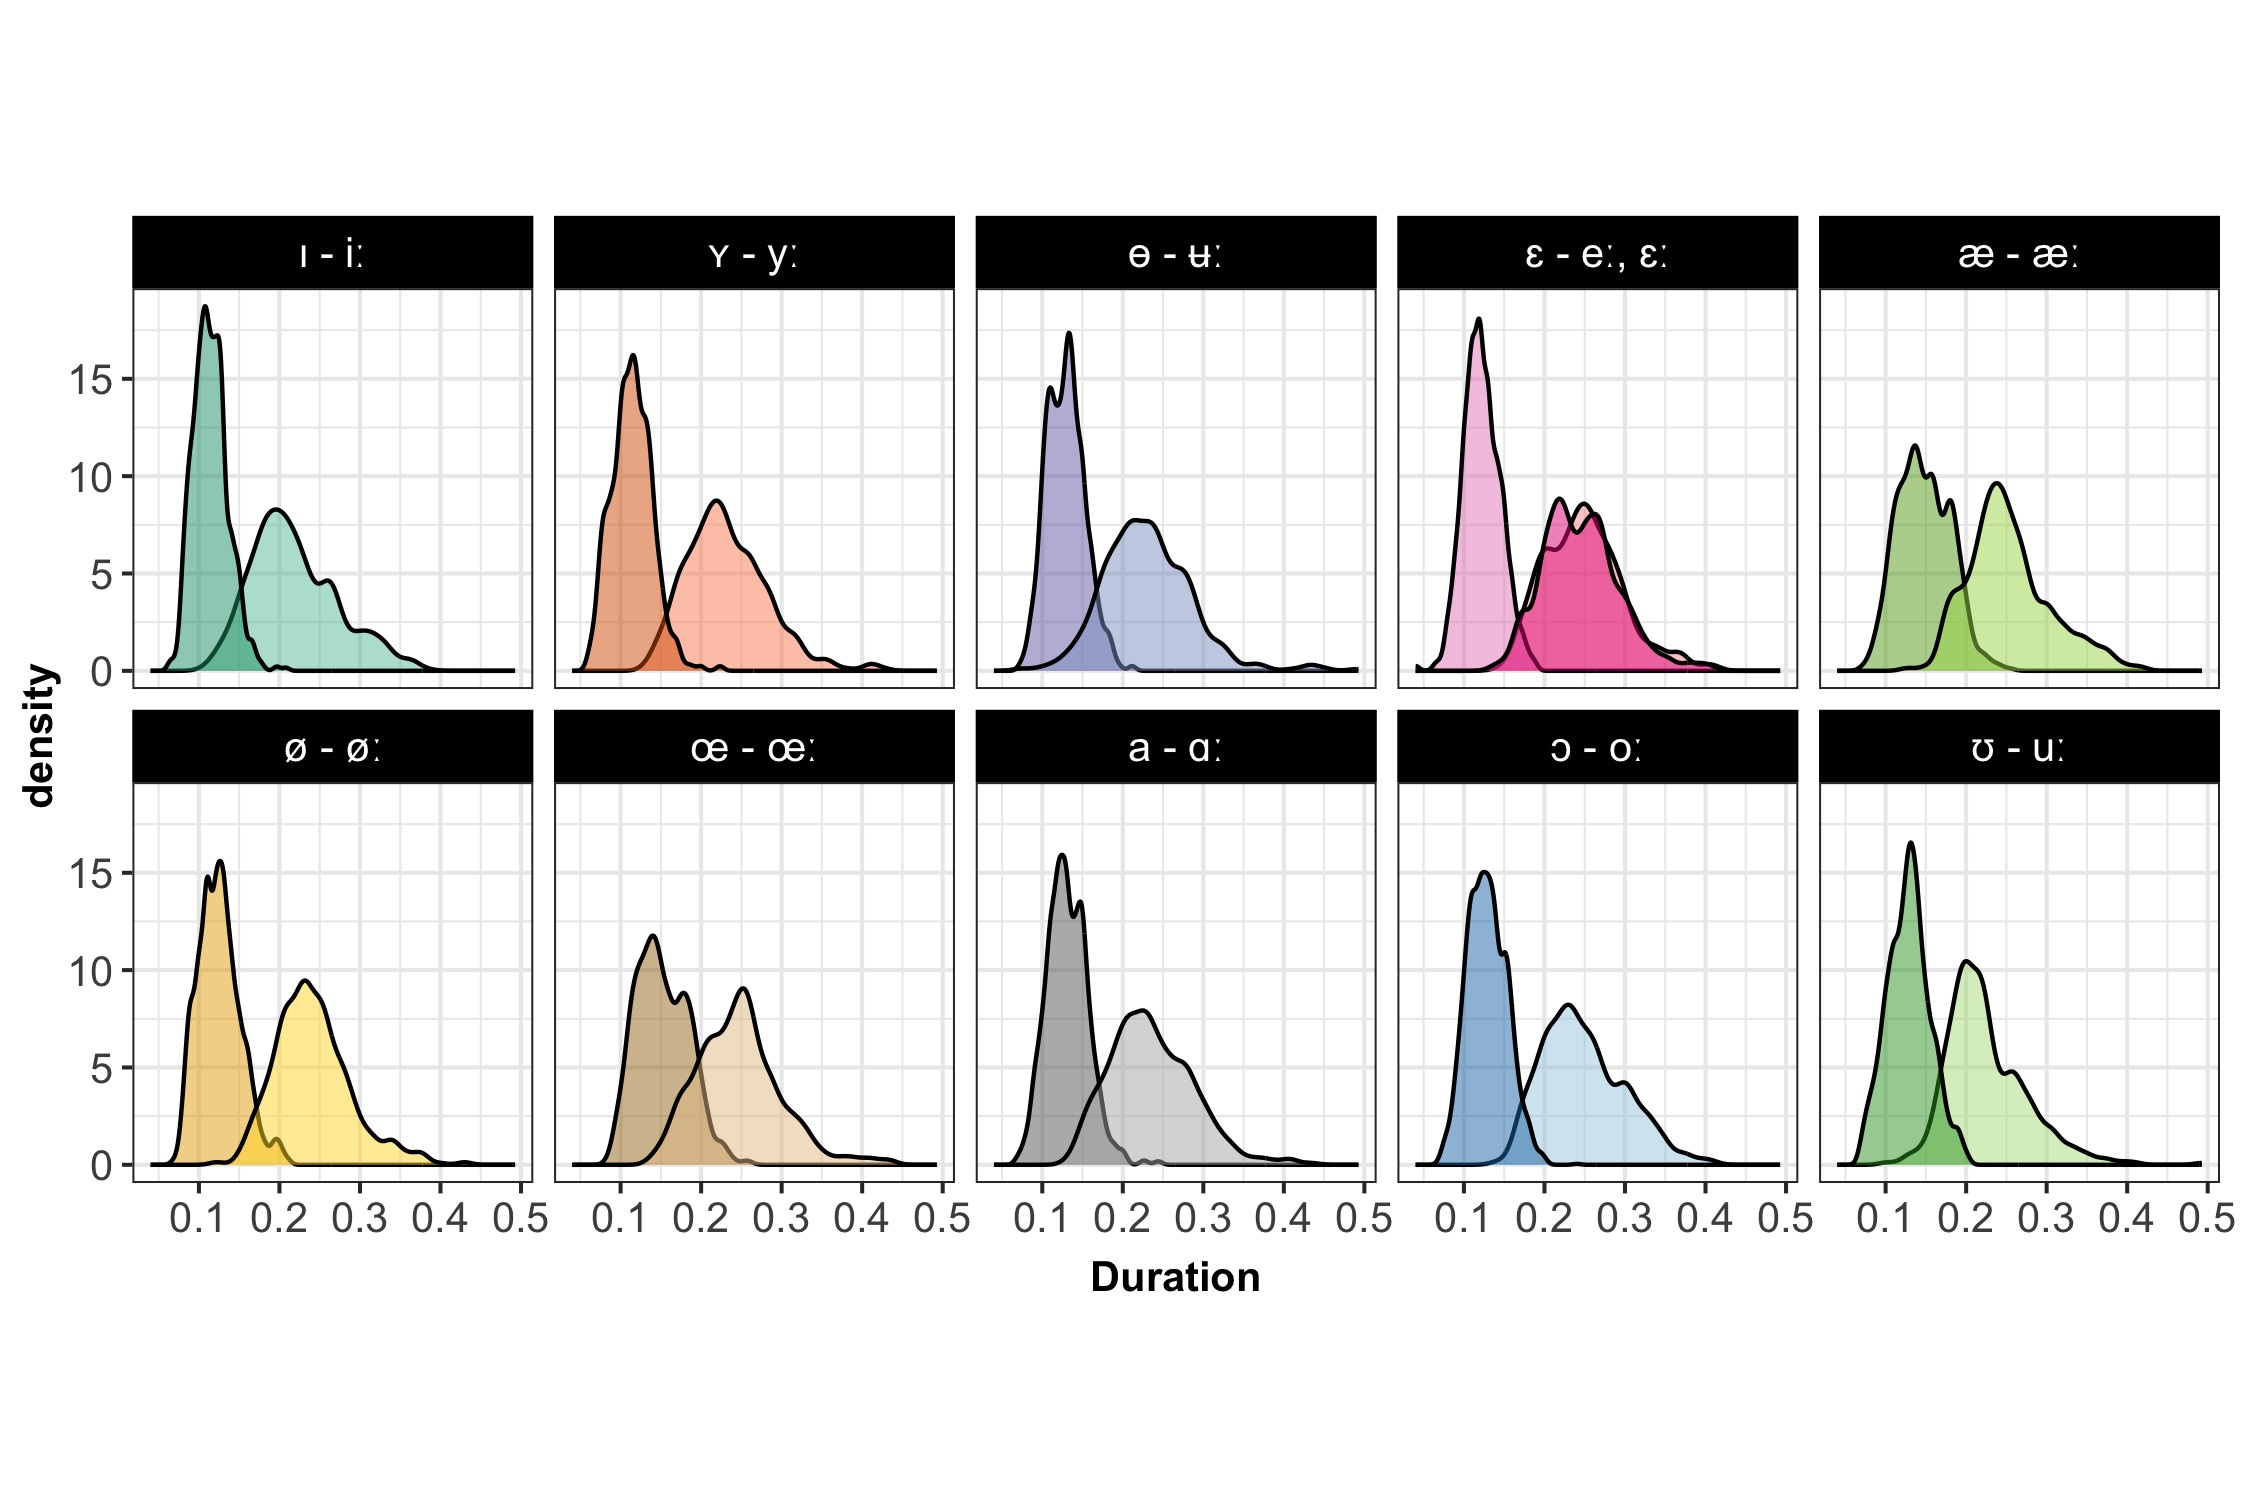 ɪ - iː
ʏ - yː
ɵ - ʉː
ɛ - eː, ɛː
æ - æː
15
10
5
0
ø - øː
œ - œː
a - ɑː
ɔ - oː
ʊ - uː
15
10
5
0
0.1 0.2 0.3 0.4 0.5
0.1 0.2 0.3 0.4 0.5
0.1 0.2 0.3 0.4 0.5
0.1 0.2 0.3 0.4 0.5
0.1 0.2 0.3 0.4 0.5
density
Duration